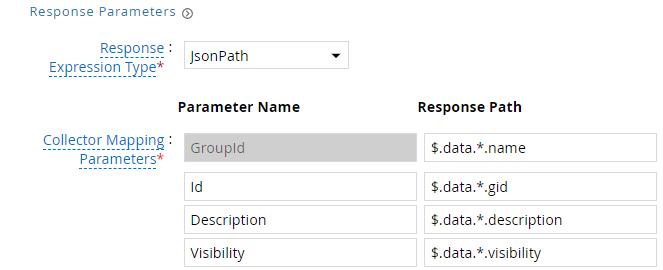 Response Parameters
Response :
Expression Type*
JsonPath
Parameter Name Response Path
Collector Mapping :
Parameters*
GroupId $.data.*.name
Id $.data.*.gid
Description $.data.*.description
Visibility $.data.*.visibility